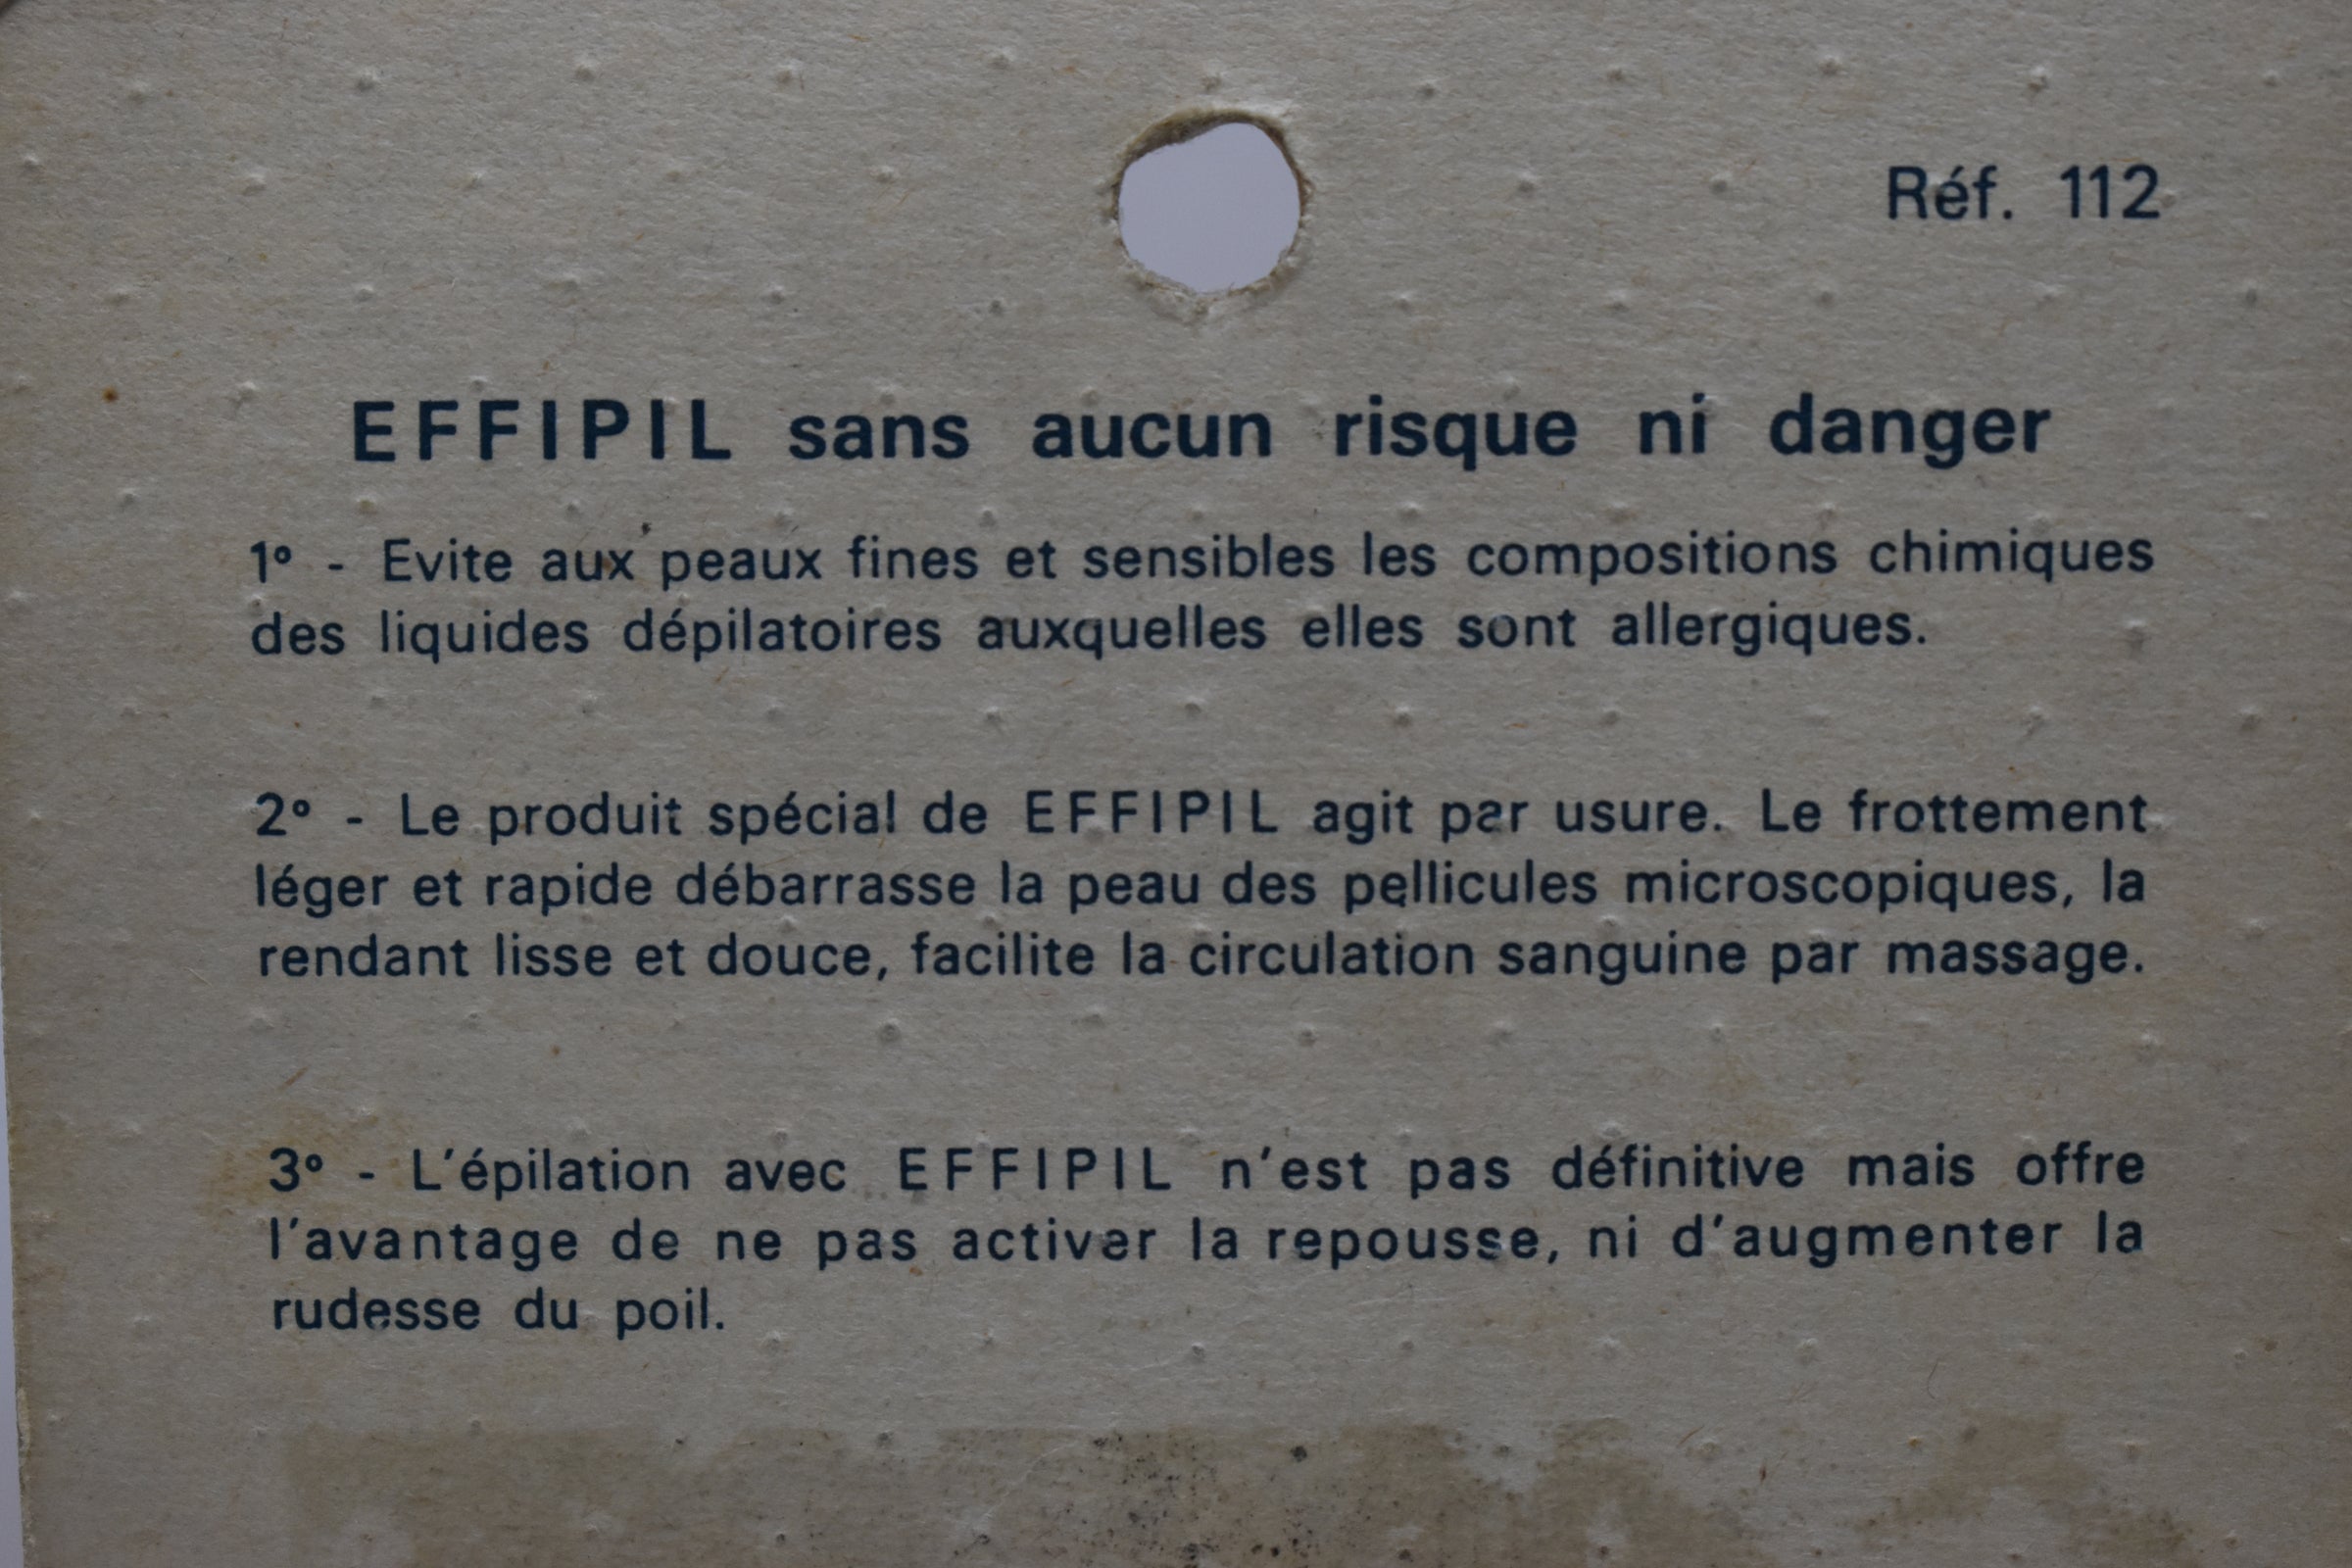 Réf. 112
EFFIPIL sans aucun risque ni danger
1° - Evite aux peaux fines et sensibles les compositions chimiques
des liquides dépilatoires auxquelles elles sont allergiques.
2° - Le produit spécial de EFFIPIL agit par usure. Le frottement
léger et rapide débarrasse la peau des pellicules microscopiques, la
rendant lisse et douce, facilite la circulation sanguine par massage.
3° - L'épilation avec EFFIPIL n'est pas définitive mais offre
l'avantage de ne pas activer la repousse, ni d'augmenter la
rudesse du poil.